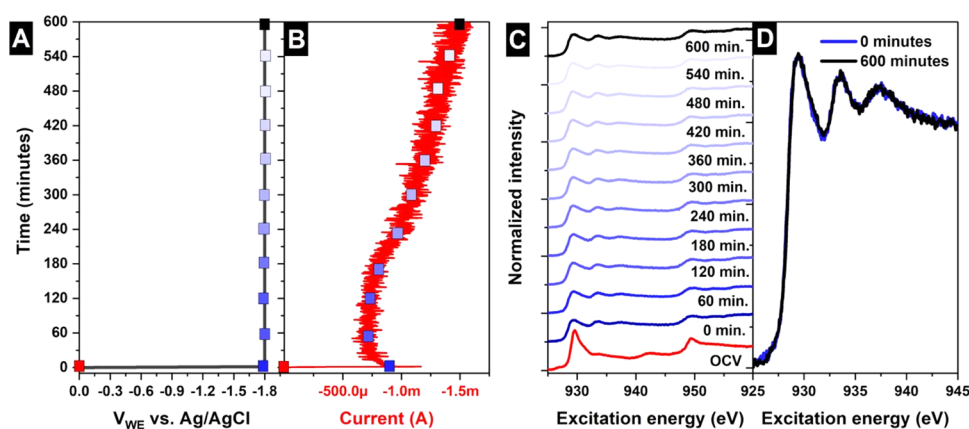 A
B
C
D
Time (minutes)
600
540
480
420
360
300
240
180
120
60
0
0.0 -0.3 -0.6 -0.9 -1.2 -1.5 -1.8
V_WE vs. Ag/AgCl
-500.0µ -1.0m -1.5m
Current (A)
Normalized intensity
600 min.
540 min.
480 min.
420 min.
360 min.
300 min.
240 min.
180 min.
120 min.
60 min.
0 min.
OCV
930 940 950
Excitation energy (eV)
0 minutes
600 minutes
925 930 935 940 945
Excitation energy (eV)